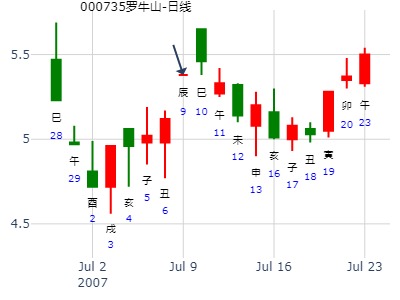 000735罗牛山-日线
5.5
5
4.5
巳
28
午
29
酉
2
戌
3
亥
4
子
5
丑
6
辰
9
巳
10
午
11
未
12
申
13
亥
16
子
17
丑
18
寅
19
卯
20
午
23
Jul 2
2007
Jul 9
Jul 16
Jul 23